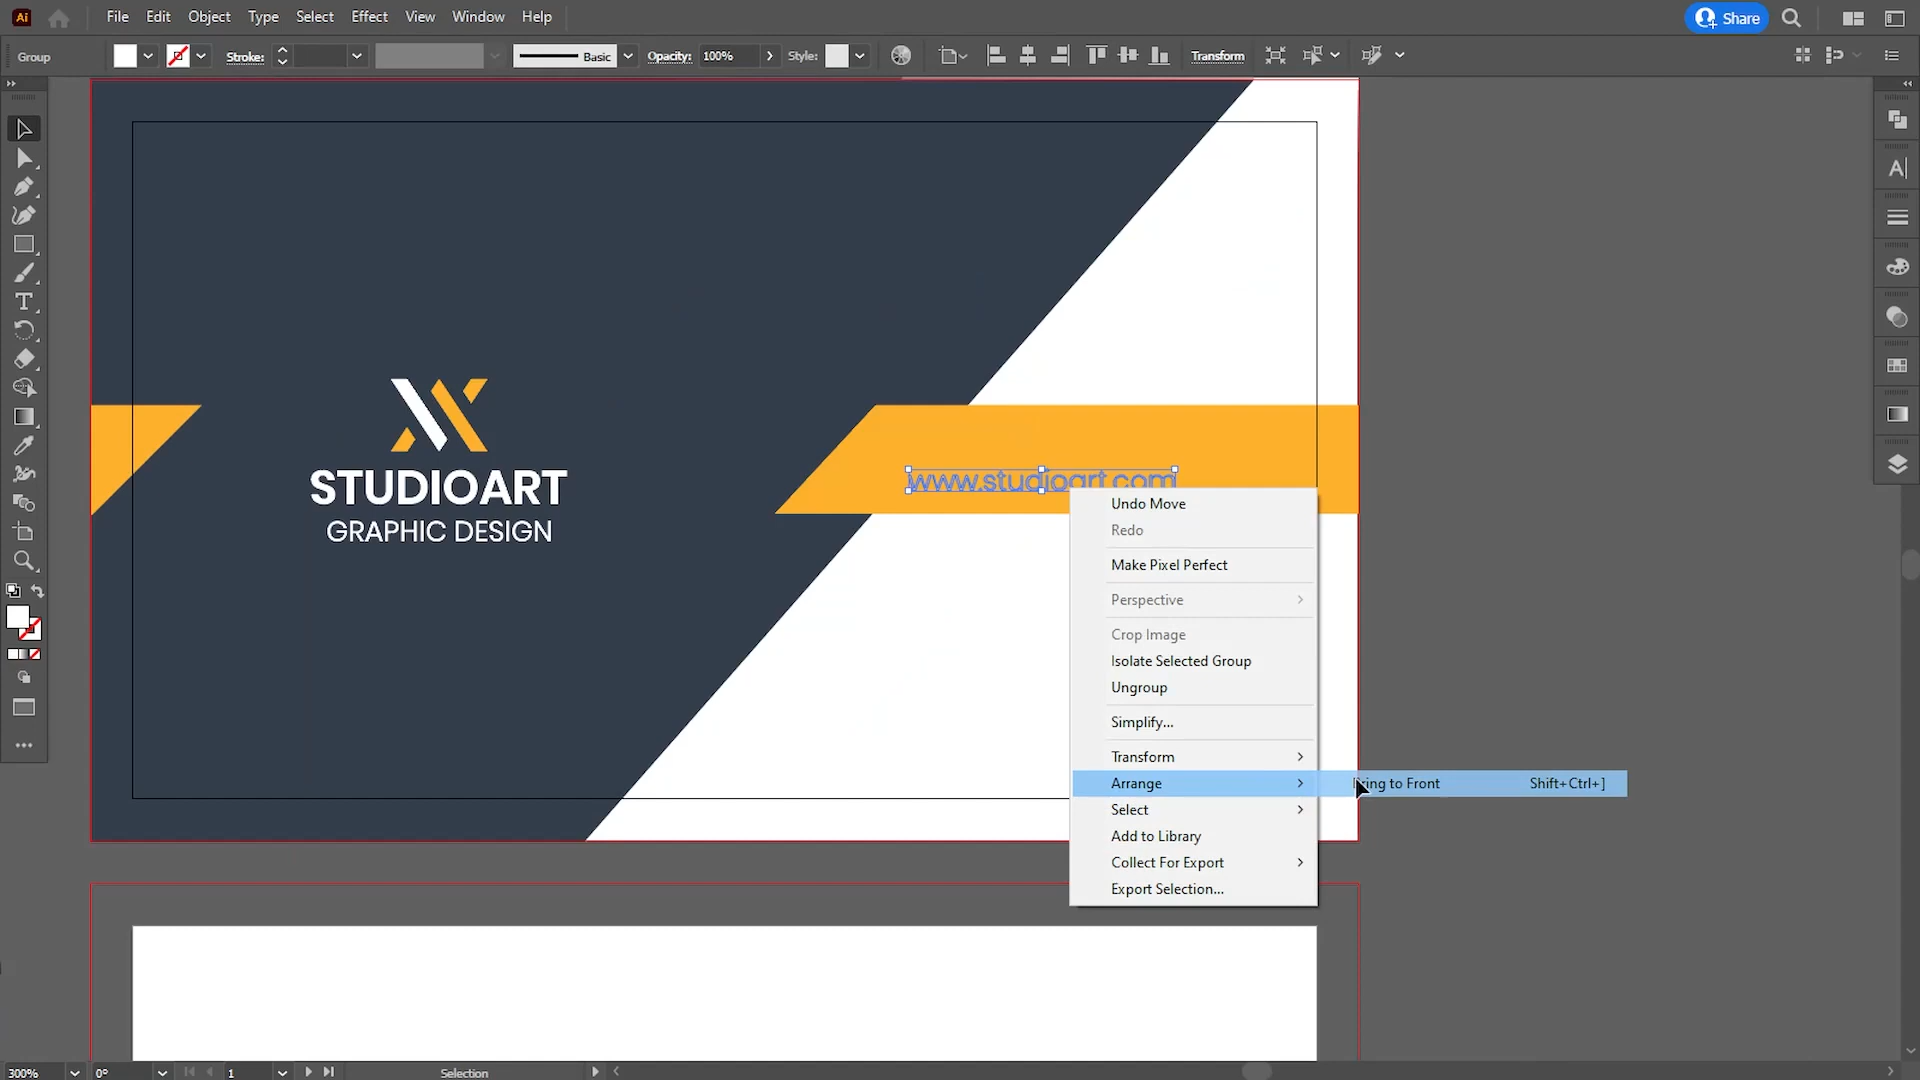 Ai File Edit Object Type Select Effect View Window Help Share
Group Stroke: Basic Opacity: 100% Style: Transform
STUDIOART
GRAPHIC DESIGN
www.studioart.com
Undo Move
Redo
Make Pixel Perfect
Perspective
Crop Image
Isolate Selected Group
Ungroup
Simplify...
Transform
Arrange
ring to Front Shift+Ctrl+]
Select
Add to Library
Collect For Export
Export Selection...
300% 0° 1 Selection